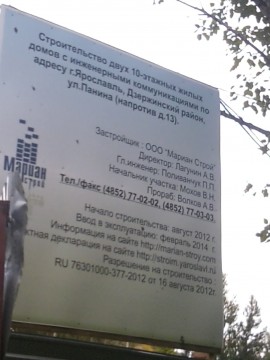 Строительство двух 10-этажных жилых
домов с инженерными коммуникациями по
адресу г.Ярославль, Дзержинский район,
ул.Панина (напротив д.13).
Застройщик : ООО "Мариан Строй"
Директор: Лагунин А.В
Гл.инженер: Поливанчук П.П
Начальник участка: Можов В.Н.
Прораб: Волков А.В.
Тел./факс (4852) 77-02-02, (4852) 77-03-03.
Мариан
строй
Начало строительства: август 2012 г.
Ввод в эксплуатацию: февраль 2014 г.
Информация на сайте http://marian-stroy.com
ктная декларация на сайте http://stroim.yaroslavl.ru
Разрешение на строительство :
RU 76301000-377-2012 от 16 августа 2012г.